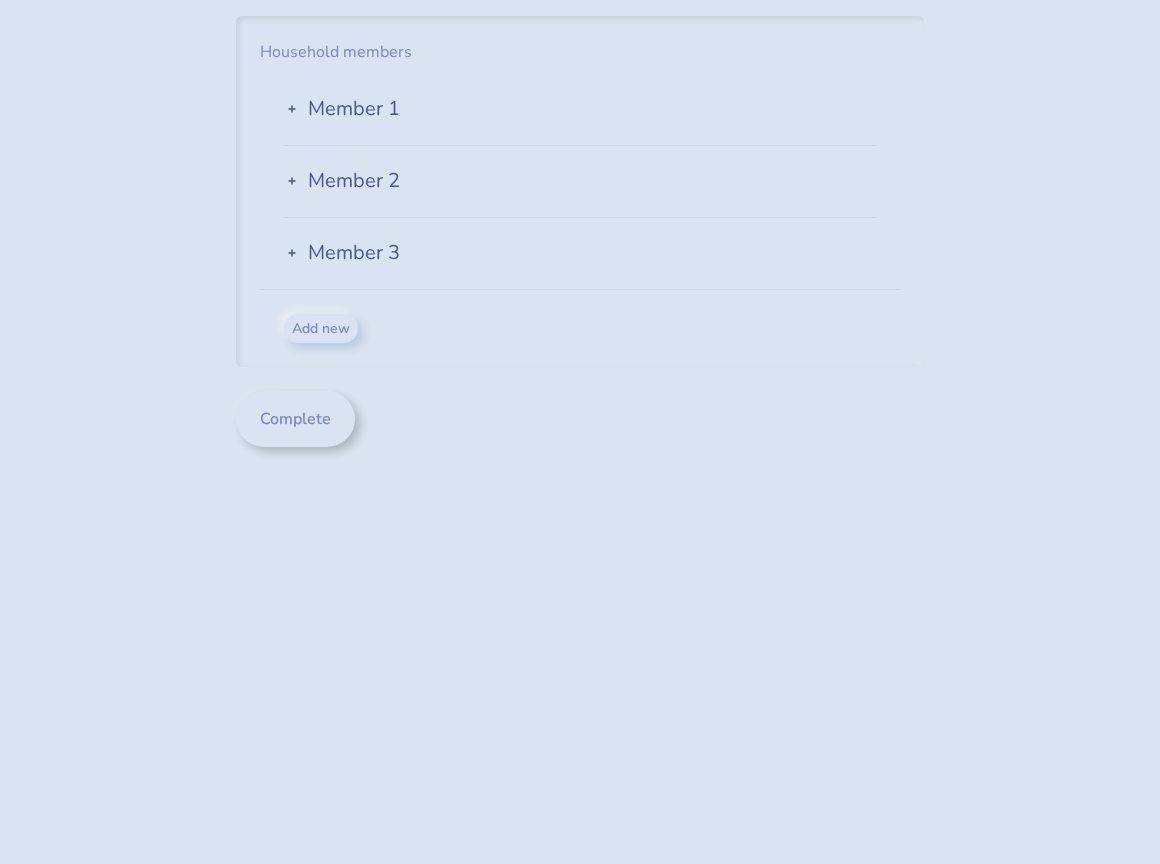 Household members
+ Member 1
+ Member 2
+ Member 3
Add new
Complete